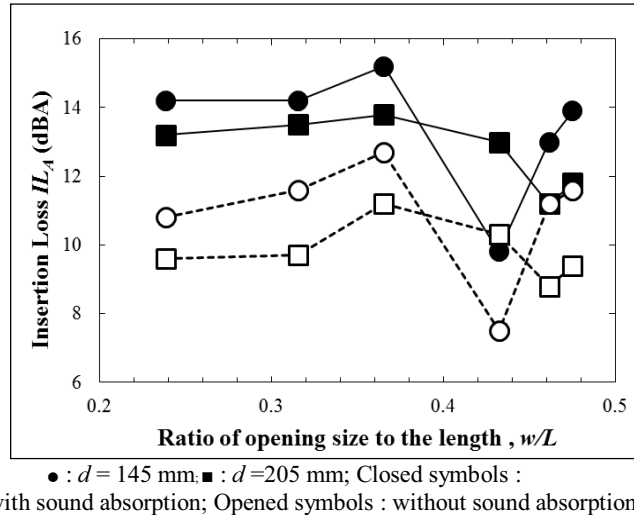 16
14
12
10
8
6
Insertion Loss IL_A (dBA)
0.2 0.3 0.4 0.5
Ratio of opening size to the length , w/L
● : d = 145 mm; ■ : d =205 mm; Closed symbols :
with sound absorption; Opened symbols : without sound absorption